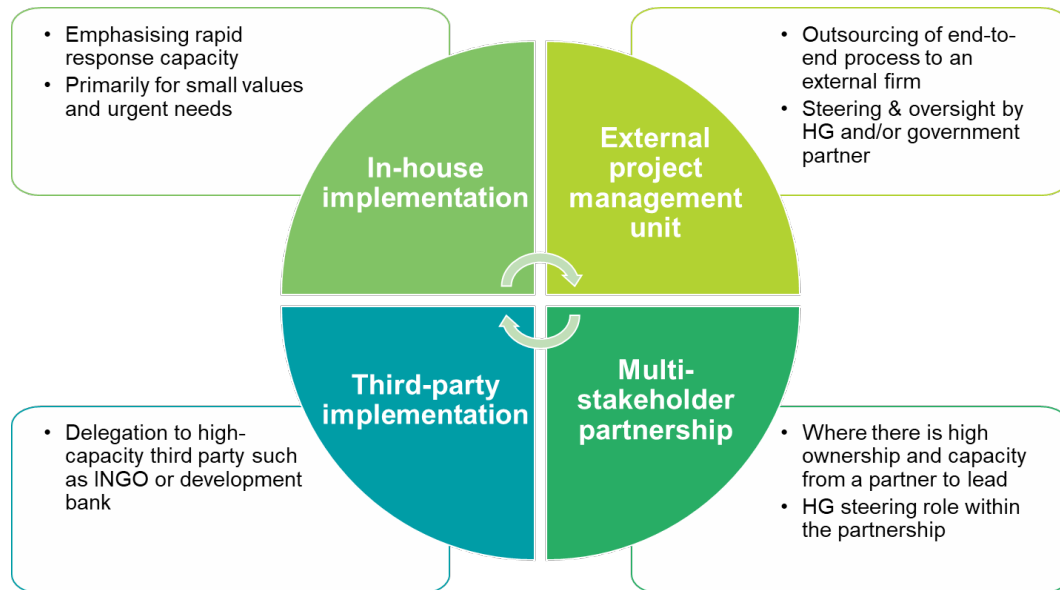 • Emphasising rapid
response capacity
• Primarily for small values
and urgent needs
• Outsourcing of end-to-
end process to an
external firm
• Steering & oversight by
HG and/or government
partner
In-house
implementation
External
project
management
unit
Third-party
implementation
Multi-
stakeholder
partnership
• Delegation to high-
capacity third party such
as INGO or development
bank
• Where there is high
ownership and capacity
from a partner to lead
• HG steering role within
the partnership